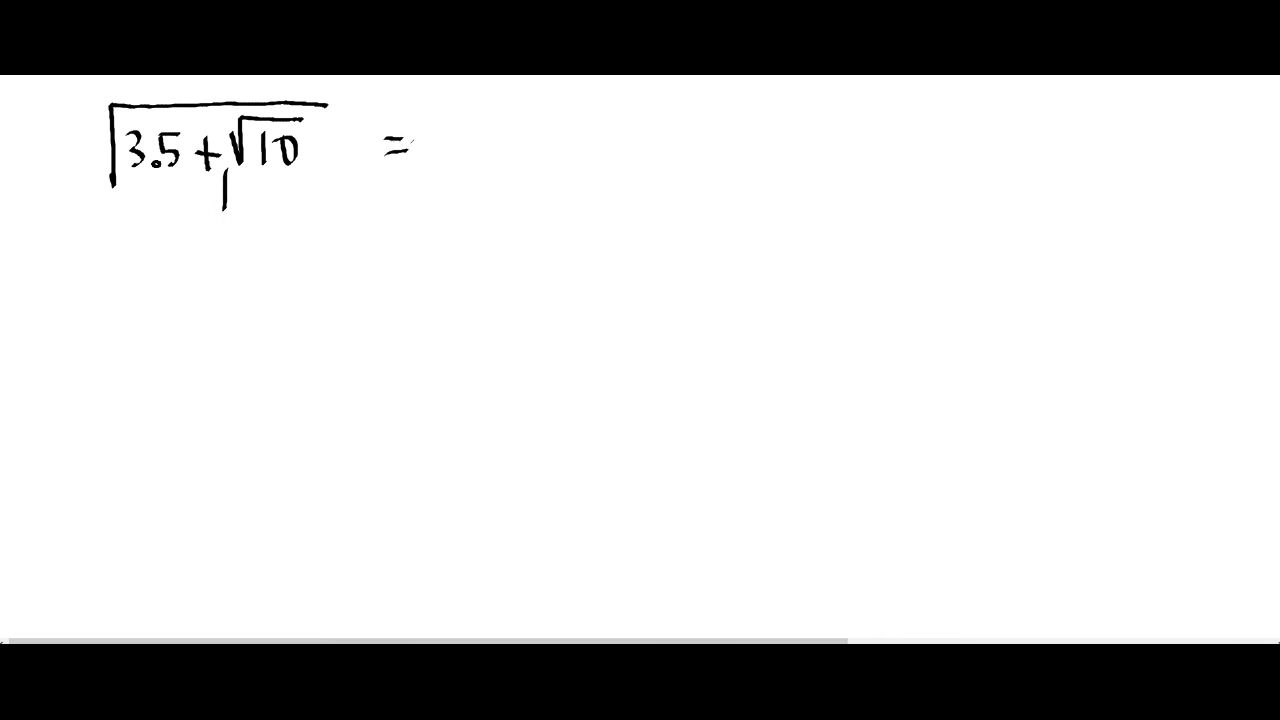 √(3.5 + √10) =